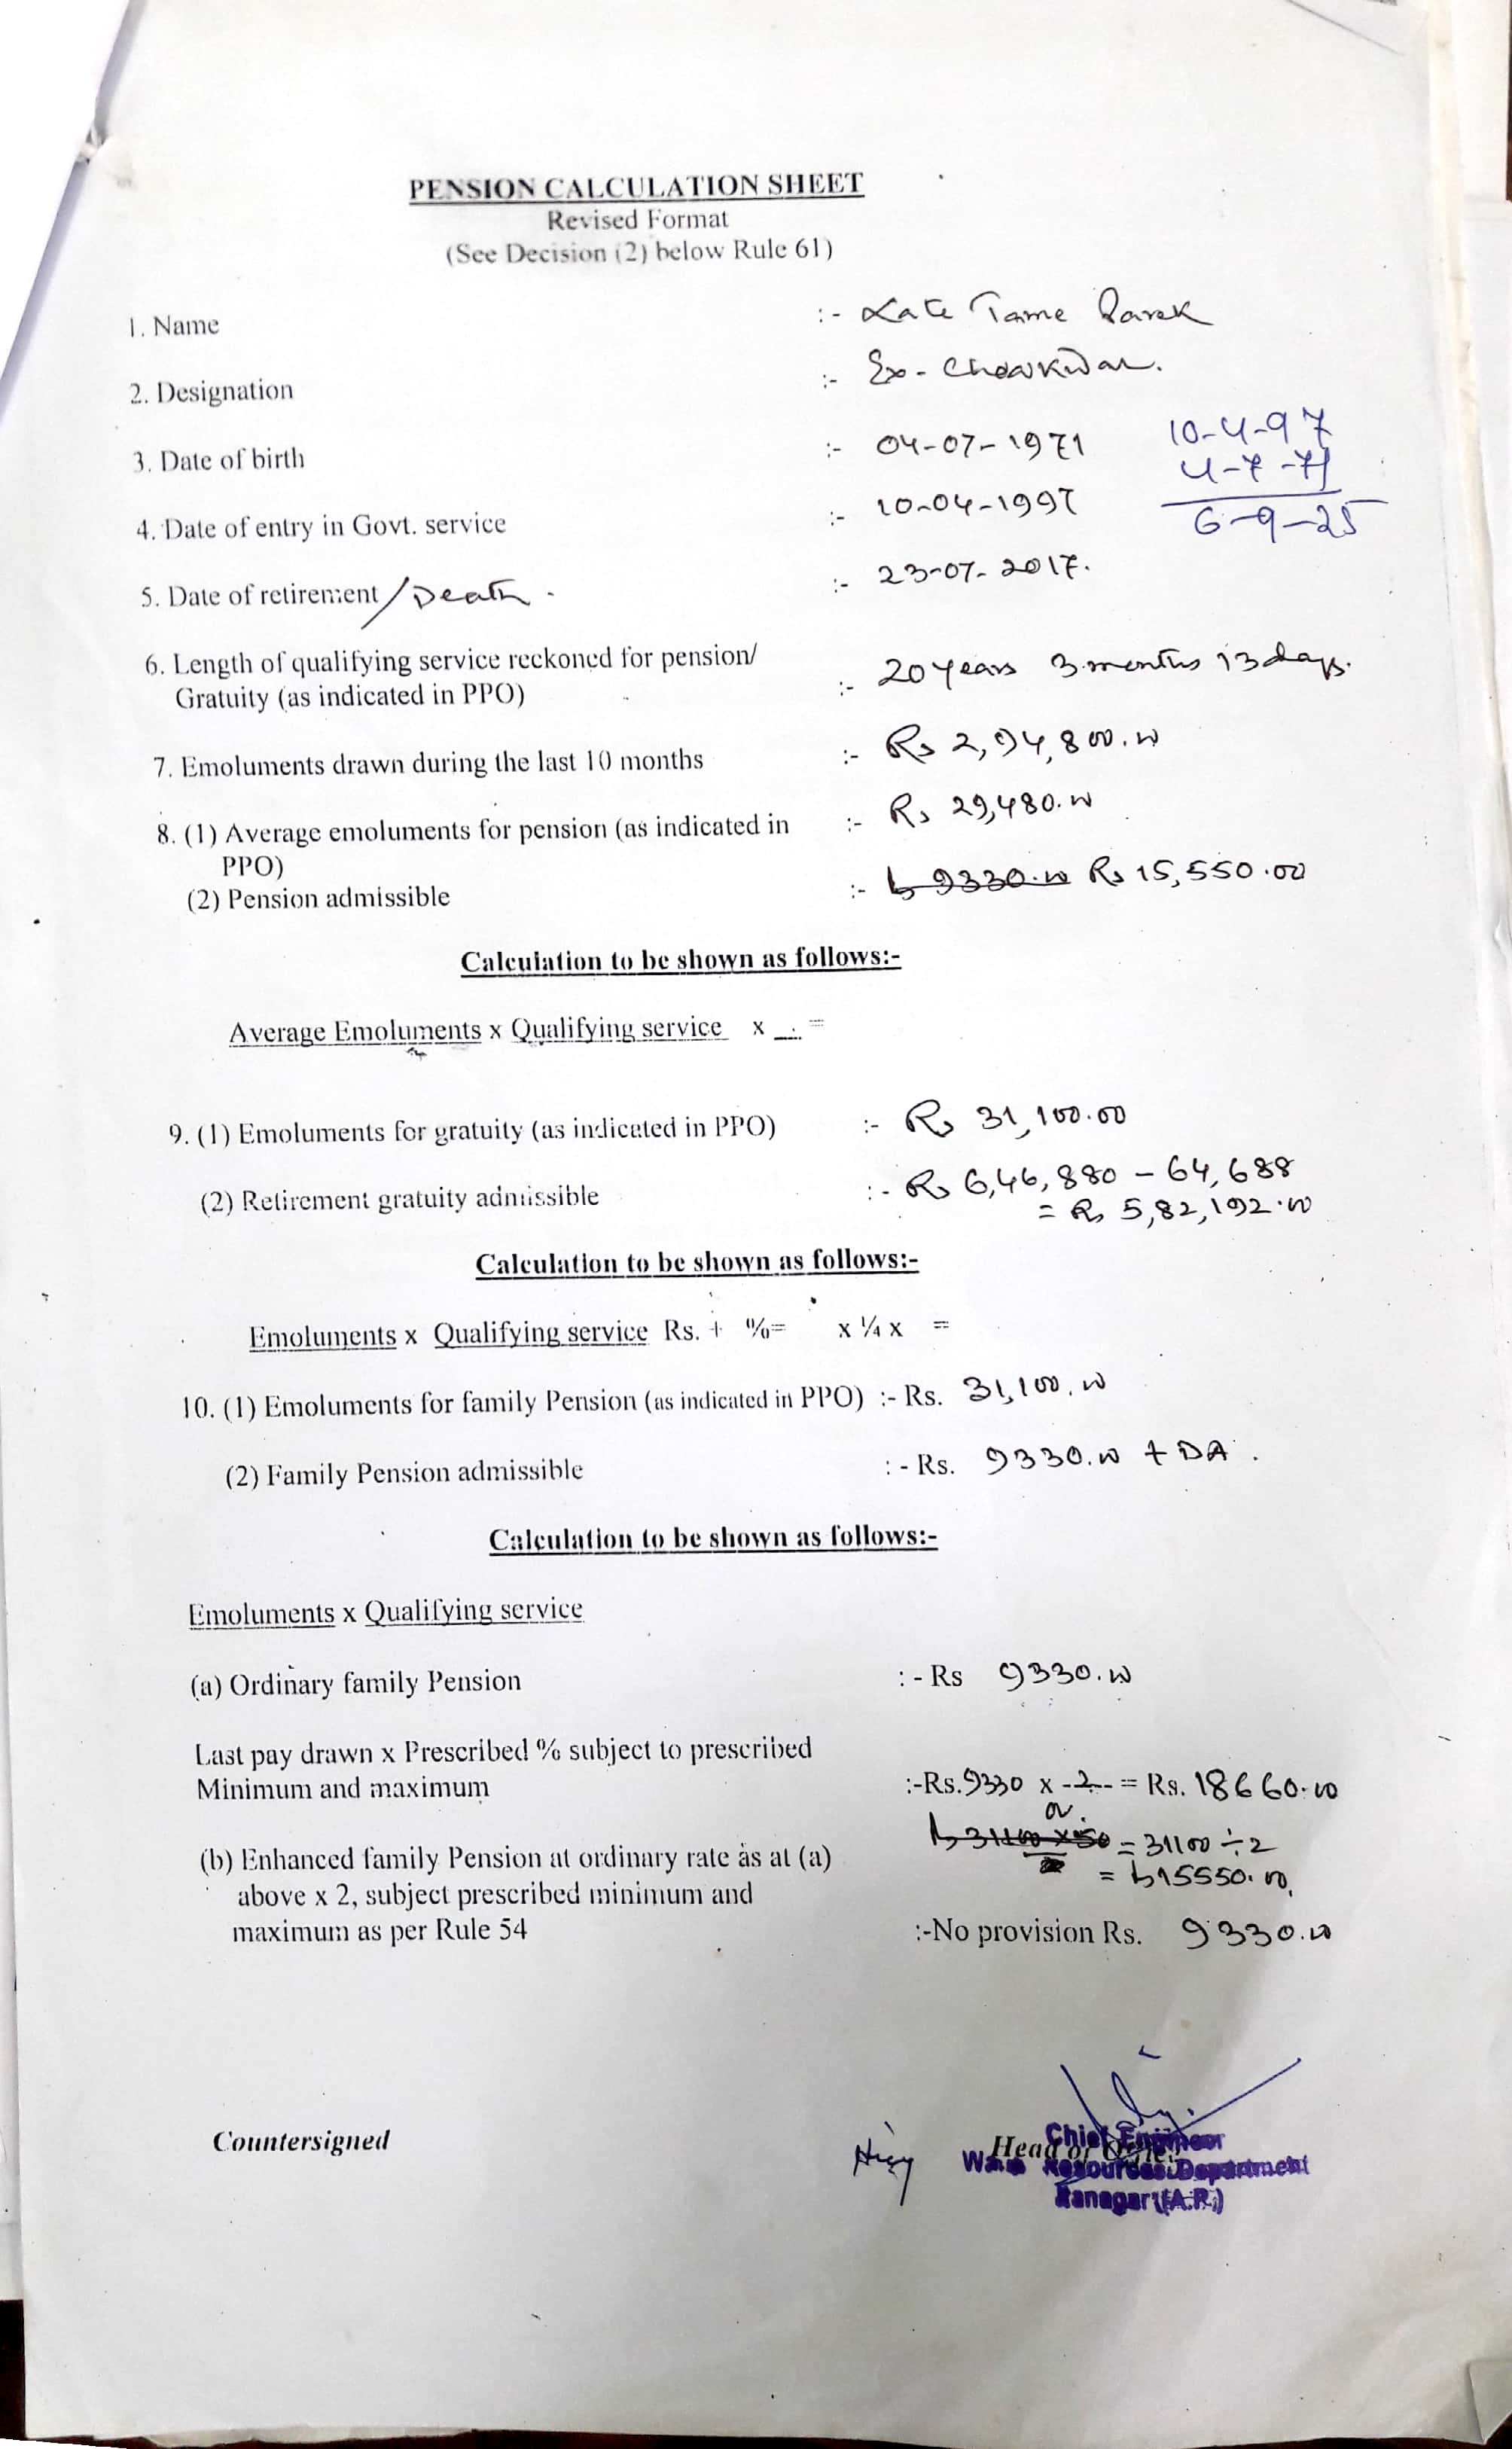 PENSION CALCULATION SHEET
Revised Format
(See Decision (2) below Rule 61)
1. Name :- Late Tame
2. Designation :- Ex- Chowkidar.
3. Date of birth :- 04-07-1971
10-4-97
4-7-71
6-9-25
4. Date of entry in Govt. service :- 10-04-1997
5. Date of retirement /Death. :- 23-07-2017.
6. Length of qualifying service reckoned for pension/
Gratuity (as indicated in PPO) :- 20 years 3 months 13 days.
7. Emoluments drawn during the last 10 months :- Rs 2,94,800.00
8. (1) Average emoluments for pension (as indicated in :- Rs 29,480.00
PPO)
(2) Pension admissible :- Rs 9330.00 Rs 15,550.00
Calculation to be shown as follows:-
Average Emoluments x Qualifying service x __ =
9. (1) Emoluments for gratuity (as indicated in PPO) :- Rs 31,100.00
(2) Retirement gratuity admissible :- Rs 6,46,880 - 64,688
= Rs 5,82,192.00
Calculation to be shown as follows:-
Emoluments x Qualifying service Rs. + %= x ¼ x =
10. (1) Emoluments for family Pension (as indicated in PPO) :- Rs. 31,100.00
(2) Family Pension admissible :- Rs. 9330.00 + DA.
Calculation to be shown as follows:-
Emoluments x Qualifying service
(a) Ordinary family Pension :- Rs 9330.00
Last pay drawn x Prescribed % subject to prescribed
Minimum and maximum :-Rs.9330 x -2-- = Rs. 18660.00
or
Rs 31100 x 50 = 31100 ÷ 2
= Rs 15550.00
(b) Enhanced family Pension at ordinary rate as at (a)
above x 2, subject prescribed minimum and
maximum as per Rule 54 :-No provision Rs. 9330.00
Countersigned
Head of
Chief Engineer
Resources Department
(A.P.)